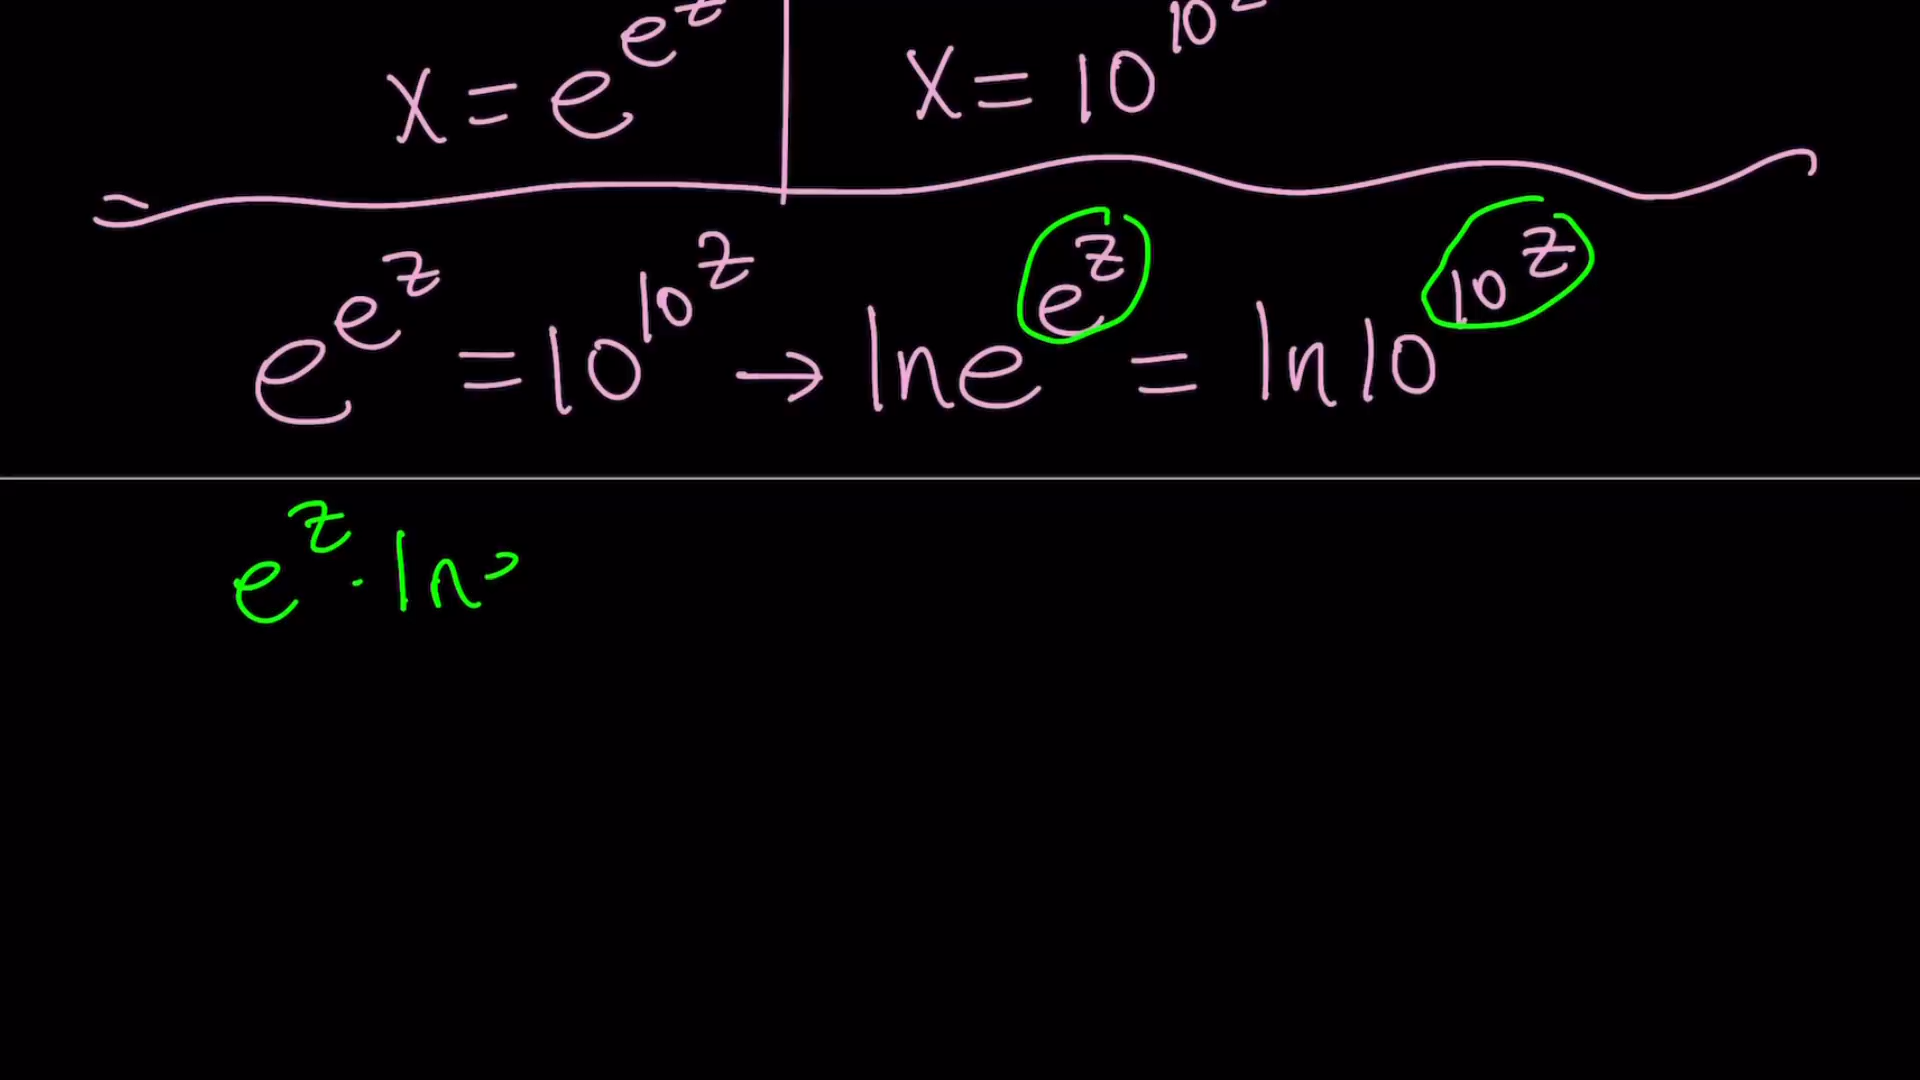 x = e^e^z x = 10^10^z
e^e^z = 10^10^z → ln e^e^z = ln 10^10^z
e^z · ln